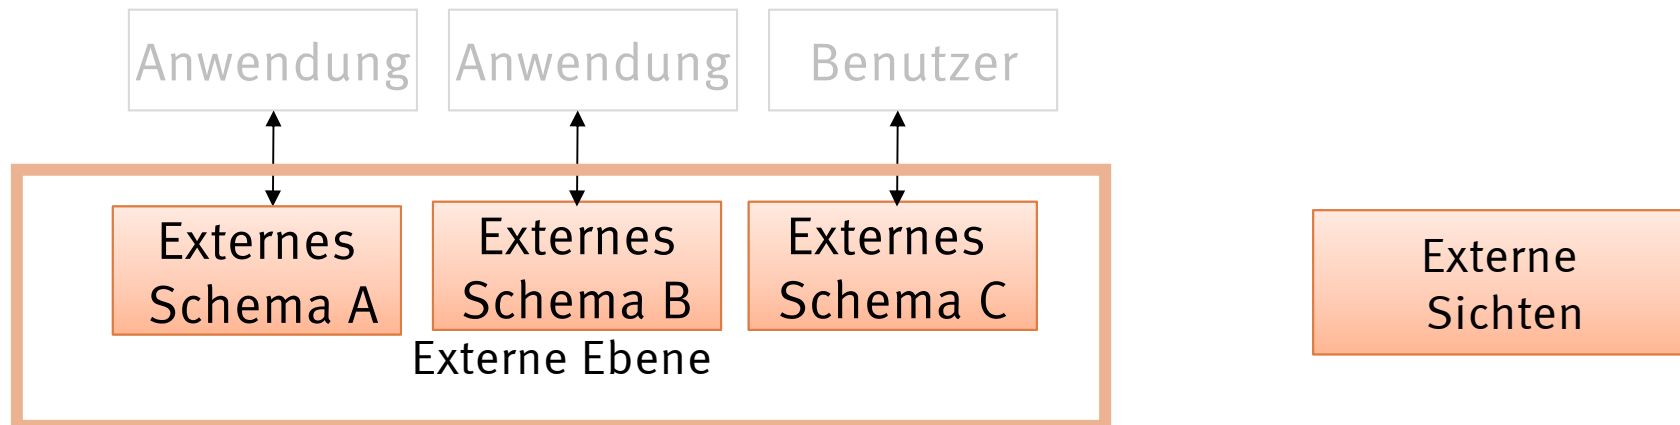 Anwendung
Anwendung
Benutzer
Externes
Schema A
Externes
Schema B
Externes
Schema C
Externe Ebene
Externe
Sichten